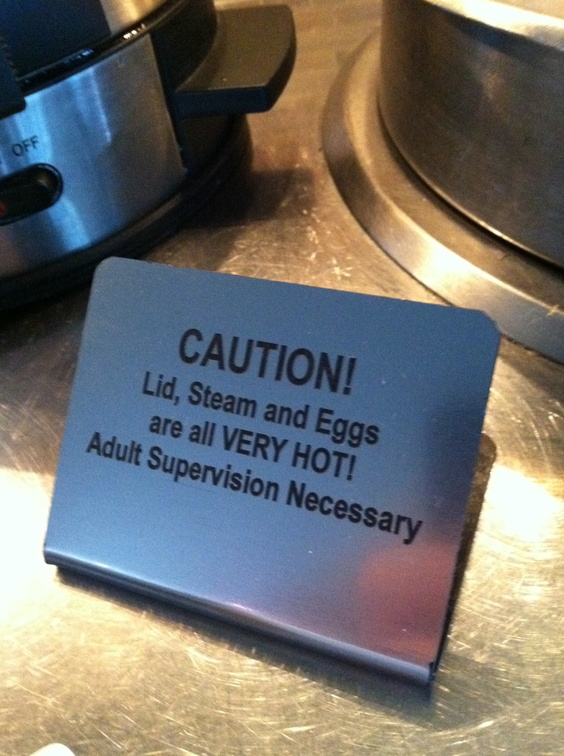 OFF
CAUTION!
Lid, Steam and Eggs
are all VERY HOT!
Adult Supervision Necessary